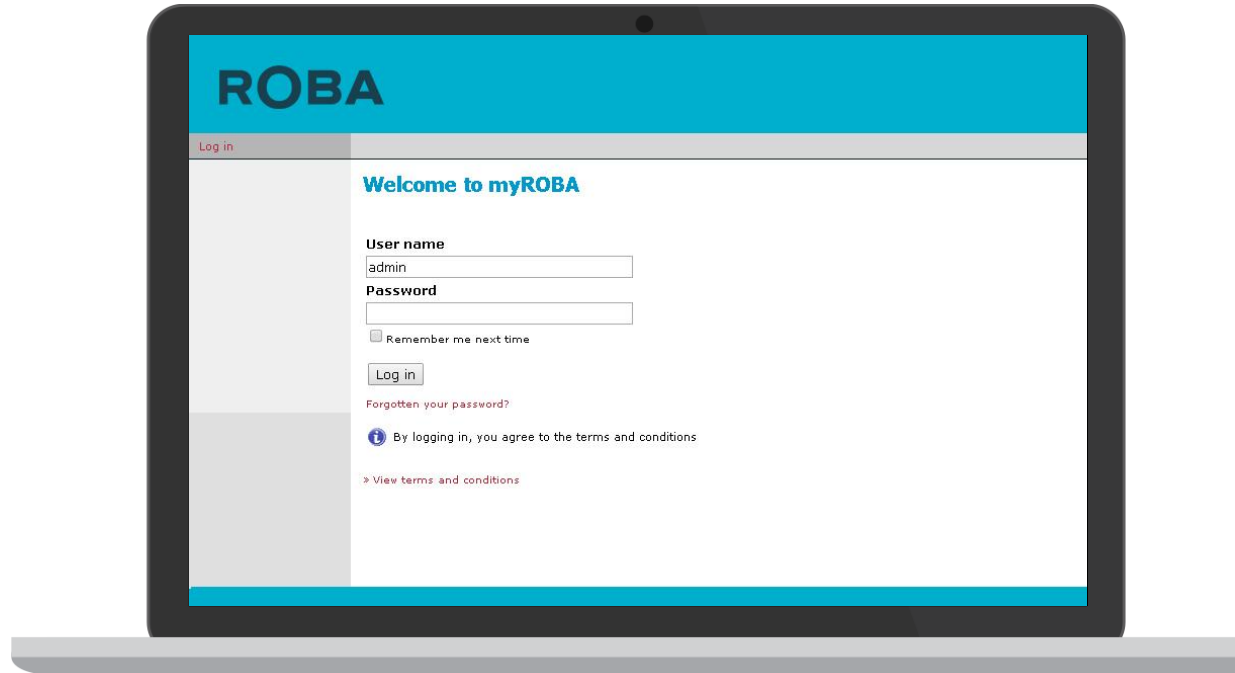 ROBA
Log in
Welcome to myROBA
User name
admin
Password
Remember me next time
Log in
Forgotten your password?
By logging in, you agree to the terms and conditions
» View terms and conditions